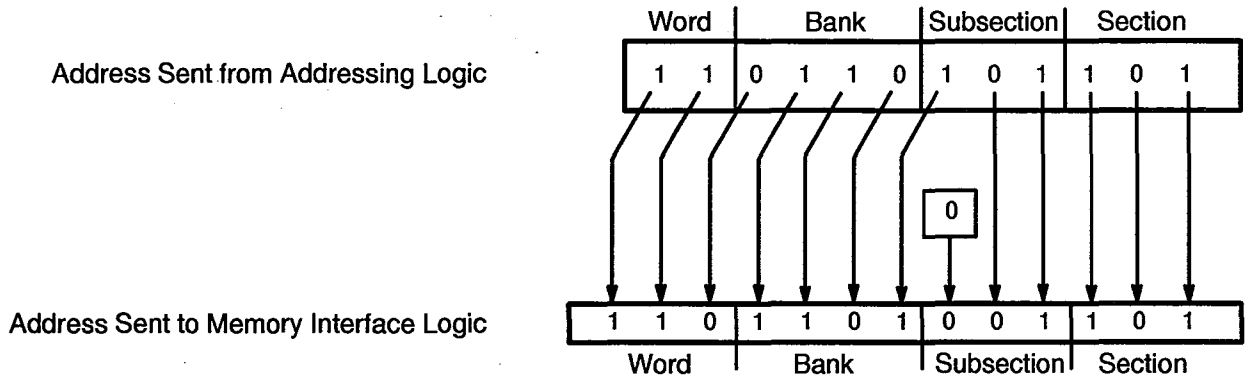 Word Bank Subsection Section
Address Sent from Addressing Logic 1 1 0 1 1 0 1 0 1 1 0 1
0
Address Sent to Memory Interface Logic 1 1 0 1 1 0 1 0 0 1 1 0 1
Word Bank Subsection Section